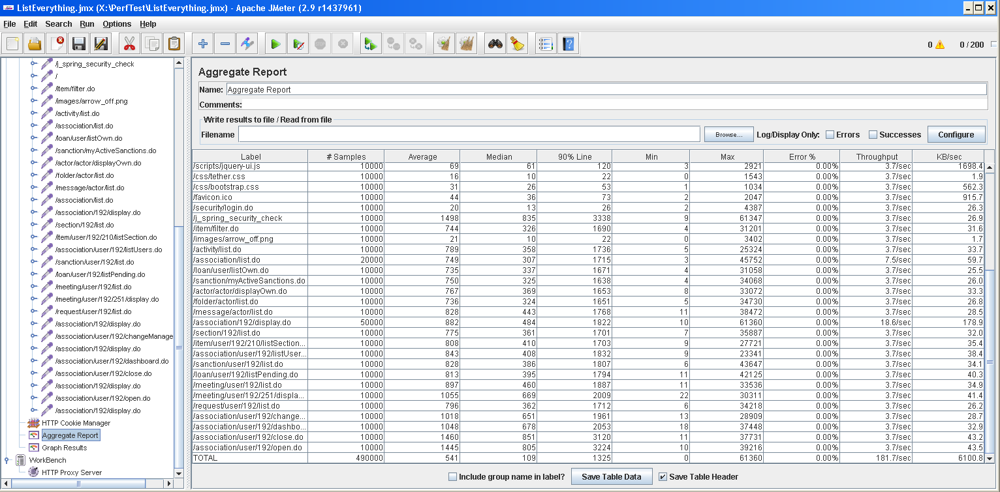 ListEverything.jmx (X:\PerfTest\ListEverything.jmx) - Apache JMeter (2.9 r1437961)
File Edit Search Run Options Help
0 0 / 200
/j_spring_security_check
/
/item/filter.do
/images/arrow_off.png
/activity/list.do
/association/list.do
/loan/user/listOwn.do
/sanction/myActiveSanctions.do
/actor/actor/displayOwn.do
/folder/actor/list.do
/message/actor/list.do
/association/list.do
/association/192/display.do
/section/192/list.do
/item/user/192/210/listSection.do
/association/user/192/listUsers.do
/sanction/user/192/list.do
/loan/user/192/listPending.do
/meeting/user/192/list.do
/meeting/user/192/251/display.do
/request/user/192/list.do
/association/192/display.do
/association/user/192/changeManage
/association/192/display.do
/association/user/192/dashboard.do
/association/user/192/close.do
/association/192/display.do
/association/user/192/open.do
/association/192/display.do
HTTP Cookie Manager
Aggregate Report
Graph Results
WorkBench
HTTP Proxy Server
Aggregate Report
Name: Aggregate Report
Comments:
Write results to file / Read from file
Filename Browse... Log/Display Only: Errors Successes Configure
Label # Samples Average Median 90% Line Min Max Error % Throughput KB/sec
/scripts/jquery-ui.js 10000 69 61 120 3 2921 0.00% 3.7/sec 1698.4
/css/tether.css 10000 16 10 22 0 1543 0.00% 3.7/sec 1.9
/css/bootstrap.css 10000 31 26 53 1 1034 0.00% 3.7/sec 562.3
/favicon.ico 10000 44 36 73 2 2047 0.00% 3.7/sec 915.7
/security/login.do 10000 20 13 26 2 4387 0.00% 3.7/sec 26.3
/j_spring_security_check 10000 1498 835 3338 9 61347 0.00% 3.7/sec 26.9
/item/filter.do 10000 744 326 1690 4 31201 0.00% 3.7/sec 31.6
/images/arrow_off.png 10000 21 10 22 0 3402 0.00% 3.7/sec 1.7
/activity/list.do 10000 789 358 1736 5 25324 0.00% 3.7/sec 33.7
/association/list.do 20000 749 307 1715 3 45752 0.00% 7.5/sec 59.7
/loan/user/listOwn.do 10000 735 337 1671 4 31058 0.00% 3.7/sec 25.5
/sanction/myActiveSanctions.do 10000 750 325 1638 4 34068 0.00% 3.7/sec 26.0
/actor/actor/displayOwn.do 10000 767 369 1653 8 33072 0.00% 3.7/sec 33.3
/folder/actor/list.do 10000 736 324 1651 5 34730 0.00% 3.7/sec 26.8
/message/actor/list.do 10000 828 443 1768 11 38472 0.00% 3.7/sec 28.5
/association/192/display.do 50000 882 484 1822 10 61360 0.00% 18.6/sec 178.9
/section/192/list.do 10000 775 361 1701 7 35887 0.00% 3.7/sec 32.0
/item/user/192/210/listSection... 10000 808 410 1703 9 27721 0.00% 3.7/sec 35.4
/association/user/192/listUser... 10000 843 408 1832 9 23341 0.00% 3.7/sec 38.4
/sanction/user/192/list.do 10000 828 386 1807 6 43647 0.00% 3.7/sec 34.1
/loan/user/192/listPending.do 10000 813 395 1794 11 42125 0.00% 3.7/sec 40.3
/meeting/user/192/list.do 10000 897 460 1887 11 33536 0.00% 3.7/sec 34.9
/meeting/user/192/251/displa... 10000 1055 669 2009 22 30311 0.00% 3.7/sec 41.4
/request/user/192/list.do 10000 796 362 1712 6 34218 0.00% 3.7/sec 26.2
/association/user/192/change... 10000 1018 651 1961 13 28909 0.00% 3.7/sec 28.7
/association/user/192/dashbo... 10000 1048 678 2053 18 37448 0.00% 3.7/sec 32.9
/association/user/192/close.do 10000 1460 851 3120 11 37731 0.00% 3.7/sec 43.2
/association/user/192/open.do 10000 1445 805 3224 10 39216 0.00% 3.7/sec 43.5
TOTAL 490000 541 109 1325 0 61360 0.00% 181.7/sec 6100.8
Include group name in label? Save Table Data Save Table Header